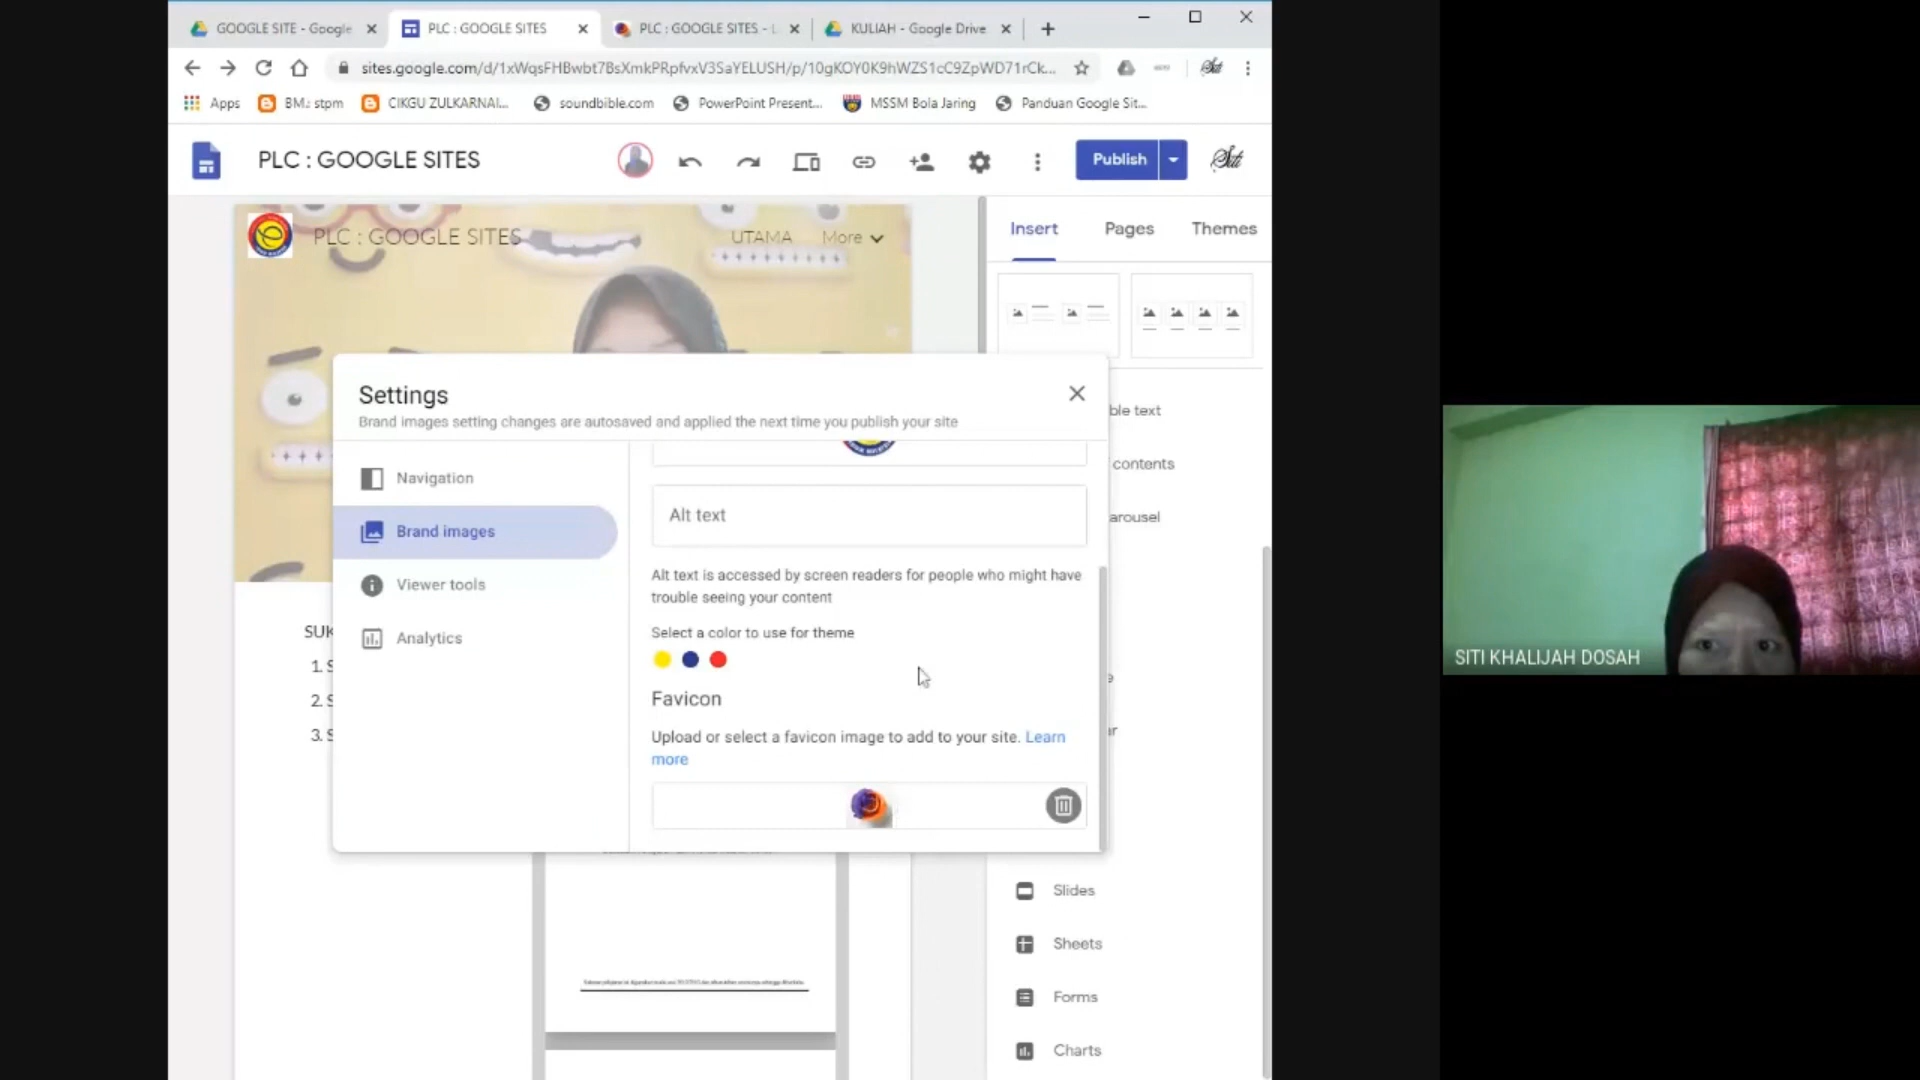 GOOGLE SITE - Google
PLC : GOOGLE SITES
PLC : GOOGLE SITES -
KULIAH - Google Drive
sites.google.com/d/1xWqsFHBwbt7BsXmkPRpfvxV3SaYELUSH/p/10gKOY0K9hWZS1cC9ZpWD71rCk...
Apps
BM.: stpm
CIKGU ZULKARNAI...
soundbible.com
PowerPoint Present...
MSSM Bola Jaring
Panduan Google Sit...
PLC : GOOGLE SITES
Publish
Siti
PLC : GOOGLE SITES
UTAMA
More
Insert
Pages
Themes
Settings
Brand images setting changes are autosaved and applied the next time you publish your site
Navigation
Brand images
Viewer tools
Analytics
Alt text
Alt text is accessed by screen readers for people who might have
trouble seeing your content
Select a color to use for theme
Favicon
Upload or select a favicon image to add to your site. Learn
more
SUK
1. S
2. S
3. S
ble text
contents
arousel
Slides
Sheets
Forms
Charts
SITI KHALIJAH DOSAH